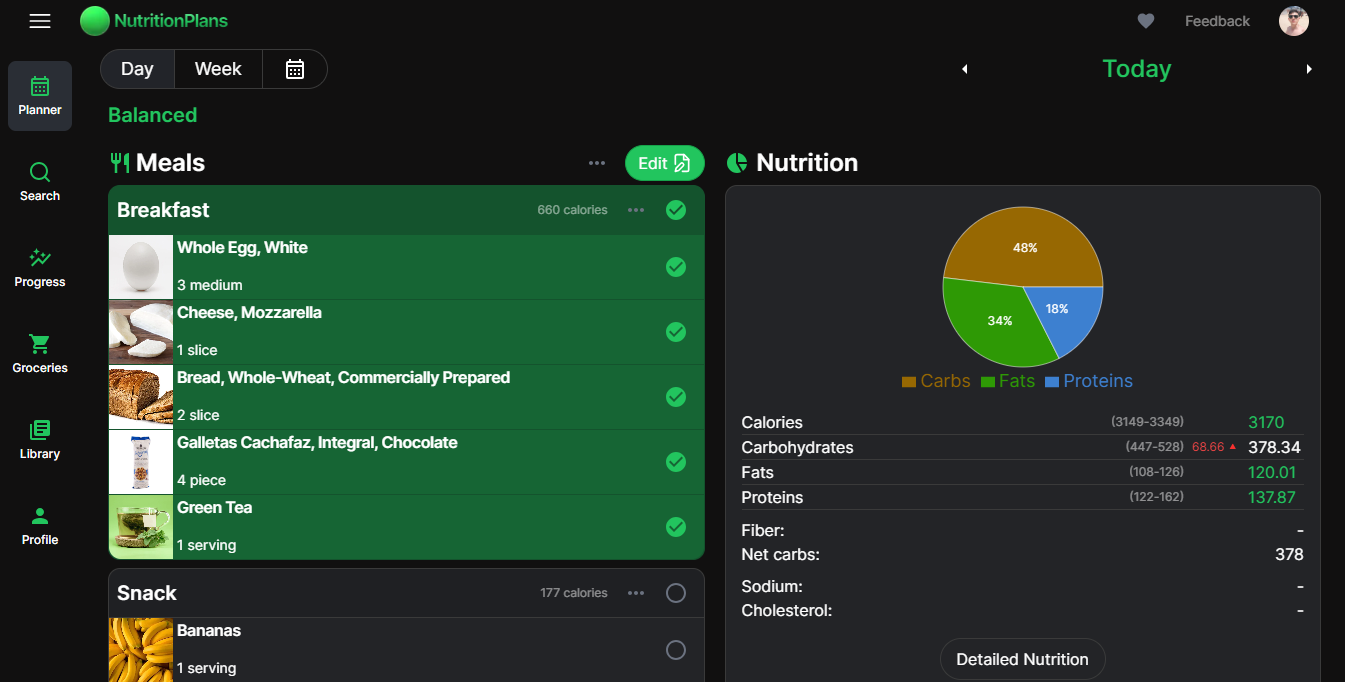 NutritionPlans
Feedback
Day
Week
Today
Planner
Balanced
Meals
Edit
Nutrition
Search
Breakfast
660 calories
Whole Egg, White
3 medium
Cheese, Mozzarella
1 slice
Bread, Whole-Wheat, Commercially Prepared
2 slice
Galletas Cachafaz, Integral, Chocolate
4 piece
Green Tea
1 serving
Snack
177 calories
Bananas
1 serving
Progress
Groceries
Library
Profile
48%
34%
18%
Carbs Fats Proteins
Calories (3149-3349) 3170
Carbohydrates (447-528) 68.66 ▲ 378.34
Fats (108-126) 120.01
Proteins (122-162) 137.87
Fiber: -
Net carbs: 378
Sodium: -
Cholesterol: -
Detailed Nutrition